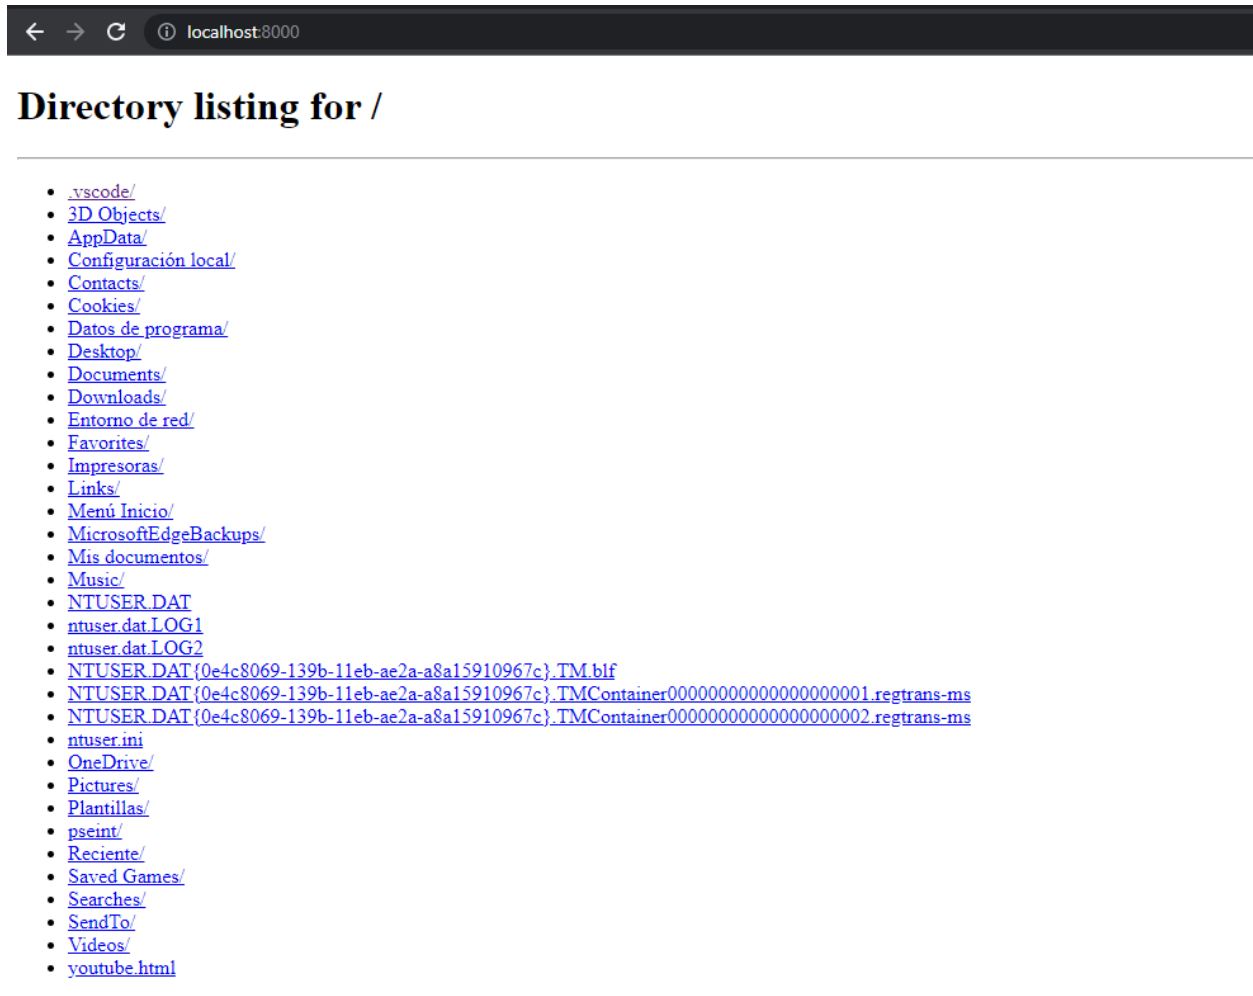 localhost:8000
Directory listing for /
.vscode/
3D Objects/
AppData/
Configuración local/
Contacts/
Cookies/
Datos de programa/
Desktop/
Documents/
Downloads/
Entorno de red/
Favorites/
Impresoras/
Links/
Menú Inicio/
MicrosoftEdgeBackups/
Mis documentos/
Music/
NTUSER.DAT
ntuser.dat.LOG1
ntuser.dat.LOG2
NTUSER.DAT{0e4c8069-139b-11eb-ae2a-a8a15910967c}.TM.blf
NTUSER.DAT{0e4c8069-139b-11eb-ae2a-a8a15910967c}.TMContainer00000000000000000001.regtrans-ms
NTUSER.DAT{0e4c8069-139b-11eb-ae2a-a8a15910967c}.TMContainer00000000000000000002.regtrans-ms
ntuser.ini
OneDrive/
Pictures/
Plantillas/
pseint/
Reciente/
Saved Games/
Searches/
SendTo/
Videos/
youtube.html